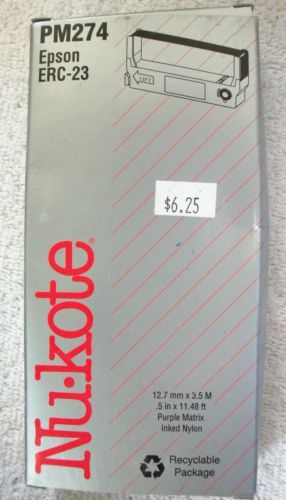 PM274
Epson
ERC-23
LIFT
$6.25
Nu·kote®
12.7 mm x 3.5 M
.5 in x 11.48 ft
Purple Matrix
Inked Nylon
Recyclable
Package